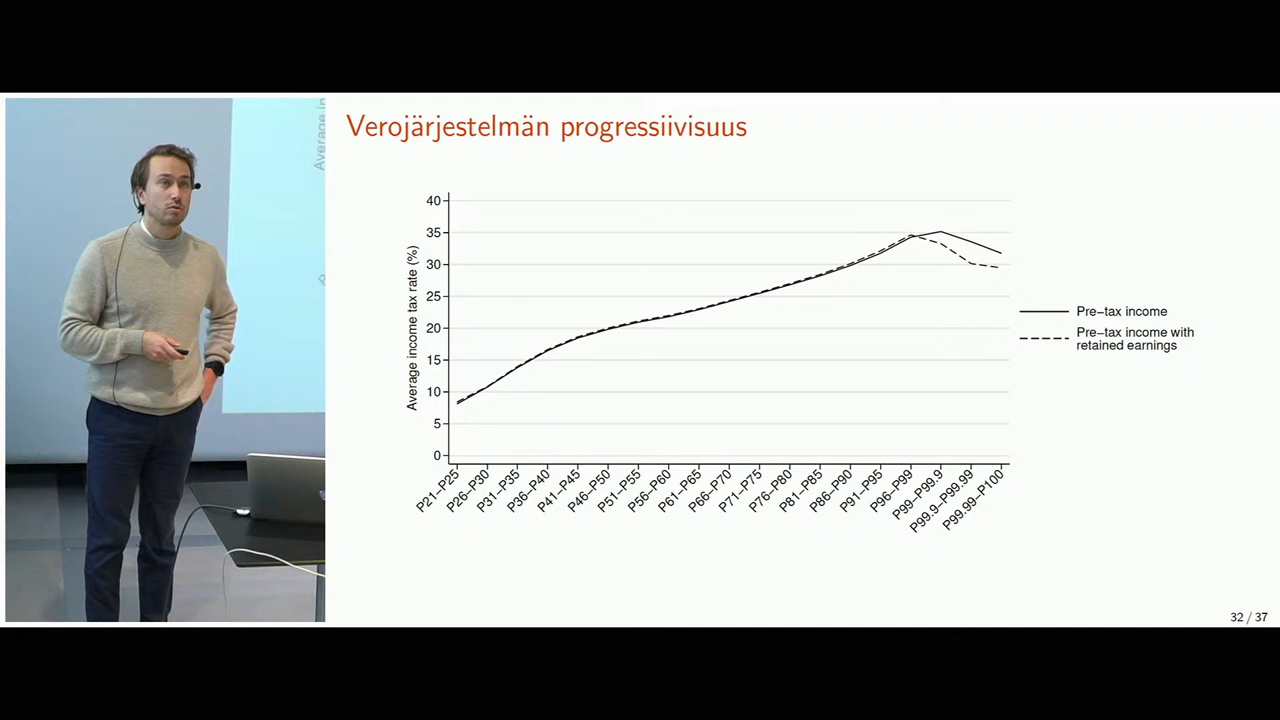 Verojärjestelmän progressiivisuus
Average income tax rate (%)
40
35
30
25
20
15
10
5
0
P21–P25
P26–P30
P31–P35
P36–P40
P41–P45
P46–P50
P51–P55
P56–P60
P61–P65
P66–P70
P71–P75
P76–P80
P81–P85
P86–P90
P91–P95
P96–P99
P99–P99.9
P99.9–P99.99
P99.99–P100
Pre–tax income
Pre–tax income with
retained earnings
32 / 37
Average in